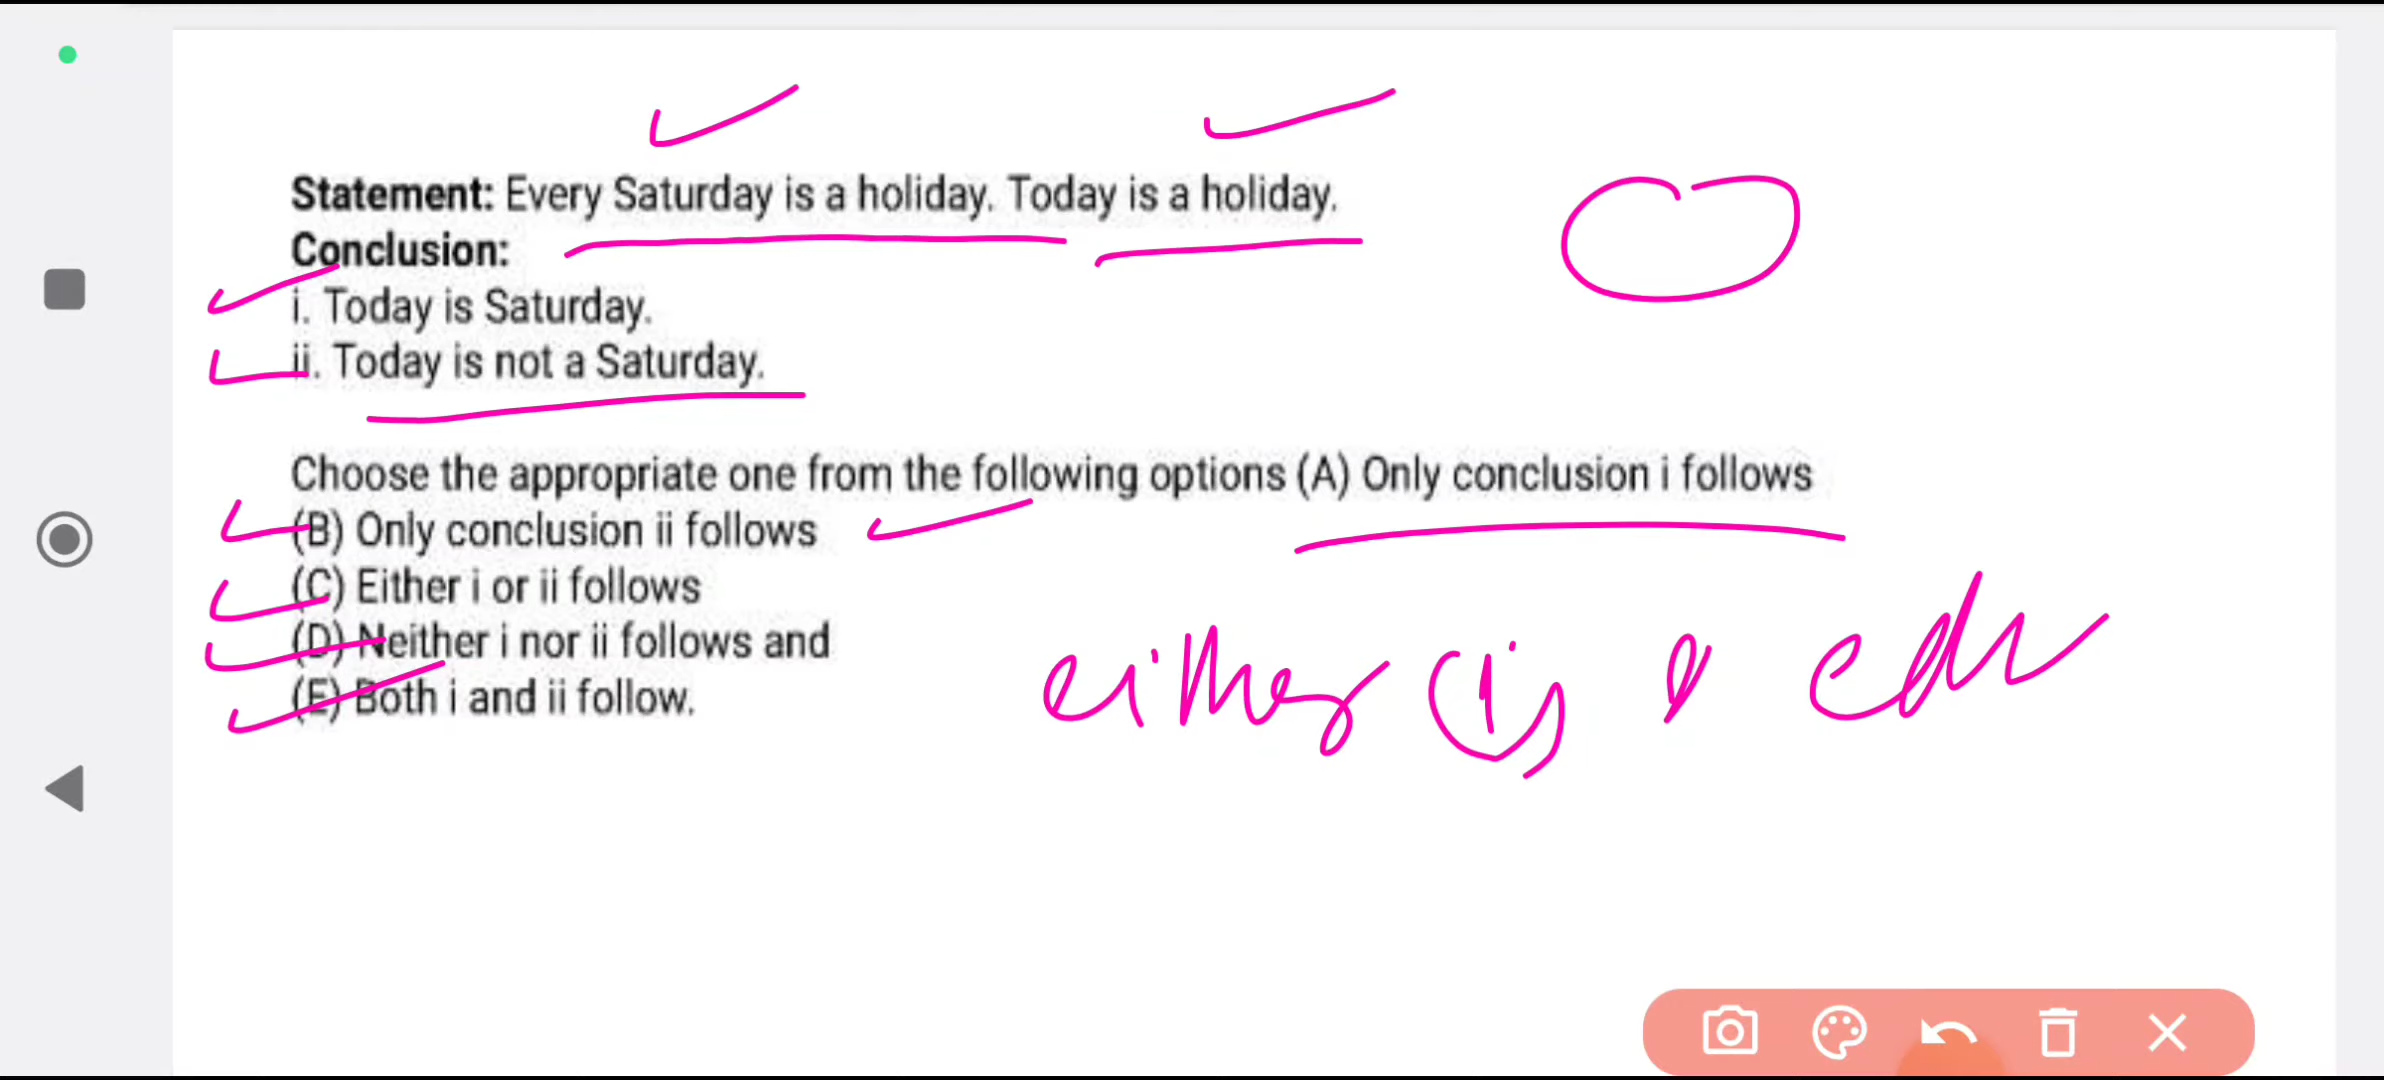 Statement: Every Saturday is a holiday. Today is a holiday.
Conclusion:
i. Today is Saturday.
ii. Today is not a Saturday.
Choose the appropriate one from the following options (A) Only conclusion i follows
(B) Only conclusion ii follows
(C) Either i or ii follows
(D) Neither i nor ii follows and
(E) Both i and ii follow.
either (i)